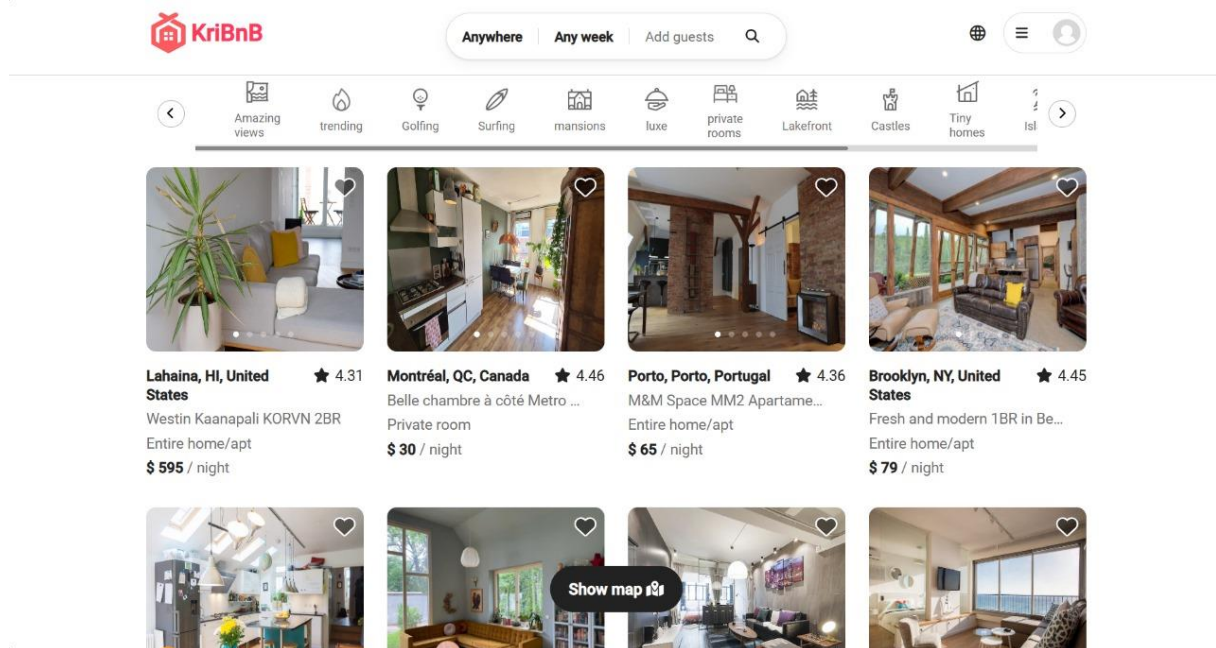 KriBnB
Anywhere
Any week
Add guests
Amazing
views
trending
Golfing
Surfing
mansions
luxe
private
rooms
Lakefront
Castles
Tiny
homes
Isl
Lahaina, HI, United
States
4.31
Westin Kaanapali KORVN 2BR
Entire home/apt
$ 595 / night
Montréal, QC, Canada
4.46
Belle chambre à côté Metro ...
Private room
$ 30 / night
Porto, Porto, Portugal
4.36
M&M Space MM2 Apartame...
Entire home/apt
$ 65 / night
Brooklyn, NY, United
States
4.45
Fresh and modern 1BR in Be...
Entire home/apt
$ 79 / night
Show map